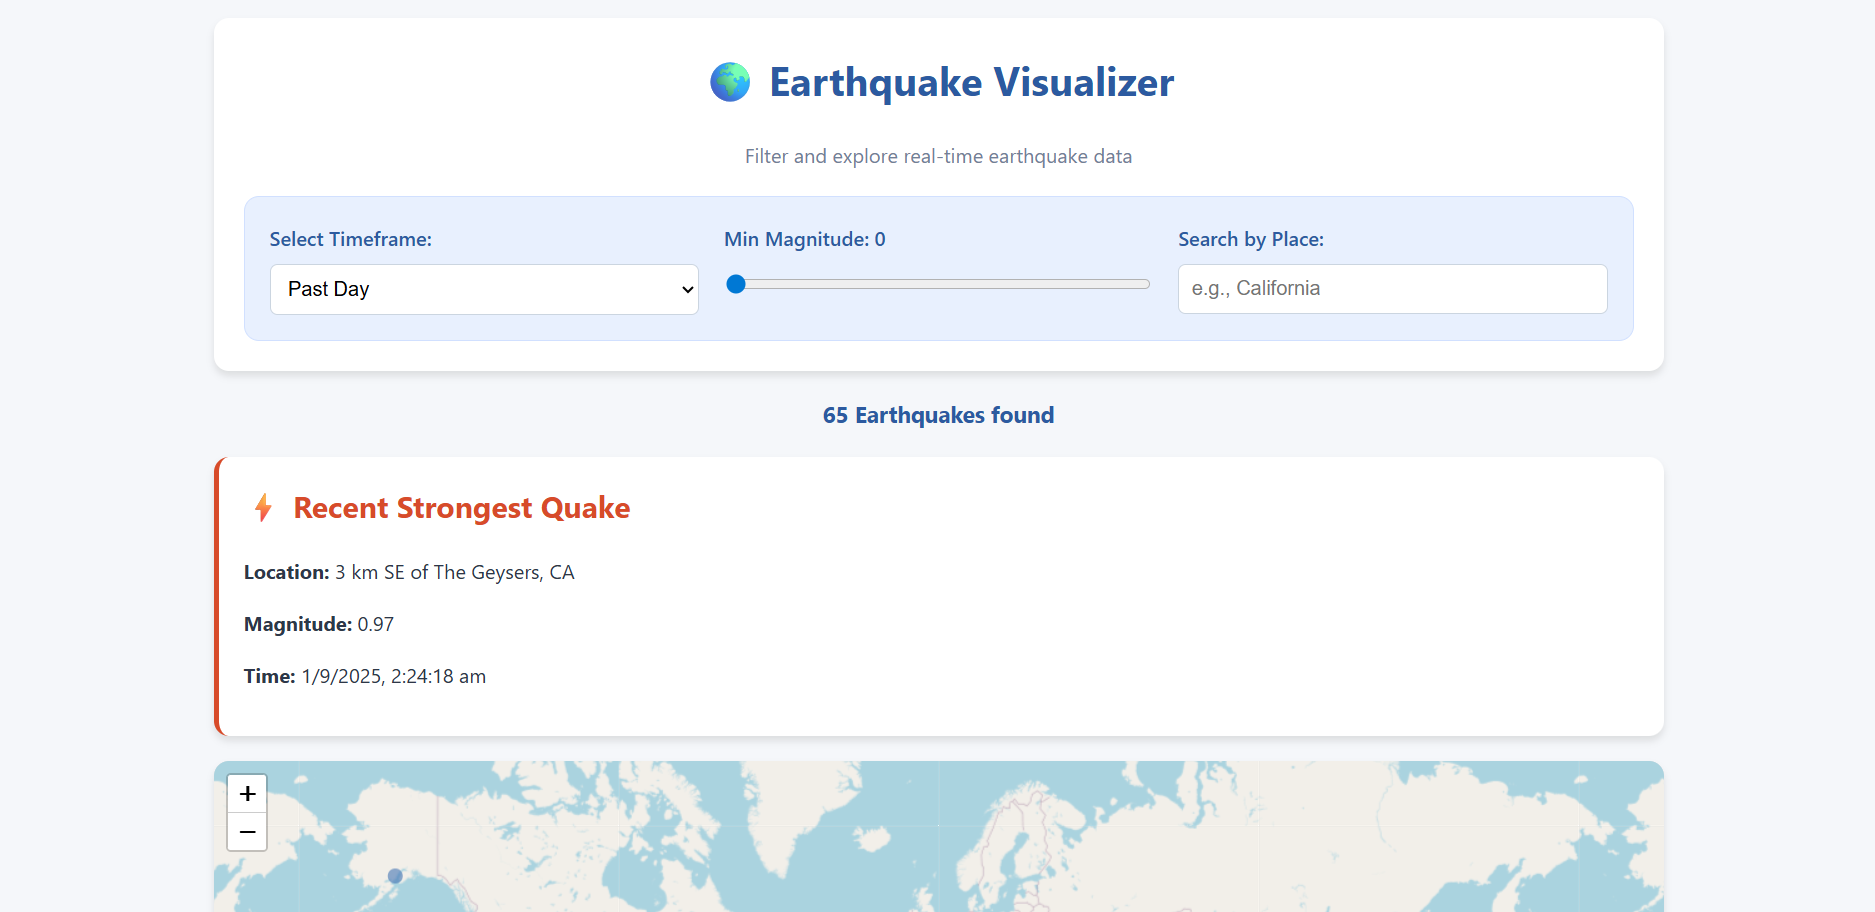 Earthquake Visualizer
Filter and explore real-time earthquake data
Select Timeframe:
Past Day
Min Magnitude: 0
Search by Place:
e.g., California
65 Earthquakes found
Recent Strongest Quake
Location: 3 km SE of The Geysers, CA
Magnitude: 0.97
Time: 1/9/2025, 2:24:18 am
+
−